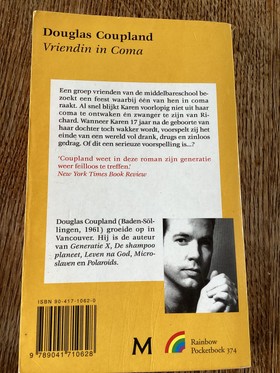 Douglas Coupland
Vriendin in Coma
Een groep vrienden van de middelbareschool be-
zoekt een feest waarbij één van hen in coma
raakt. Al snel blijkt Karen voorlopig niet uit haar
coma te ontwaken én zwanger te zijn van Ri-
chard. Wanneer Karen 17 jaar na de geboorte van
haar dochter toch wakker wordt, voorspelt zij het
einde van een wereld vol drank, drugs en zinloos
gedrag. Of dit een serieuze voorspelling is...?
'Coupland weet in deze roman zijn generatie
weer feilloos te treffen.'
New York Times Book Review
Douglas Coupland (Baden-Söl-
lingen, 1961) groeide op in
Vancouver. Hij is de auteur
van Generatie X, De shampoo
planeet, Leven na God, Micro-
slaven en Polaroids.
ISBN 90-417-1062-5
9 789041 710628
M
Rainbow
Pocketboek 374